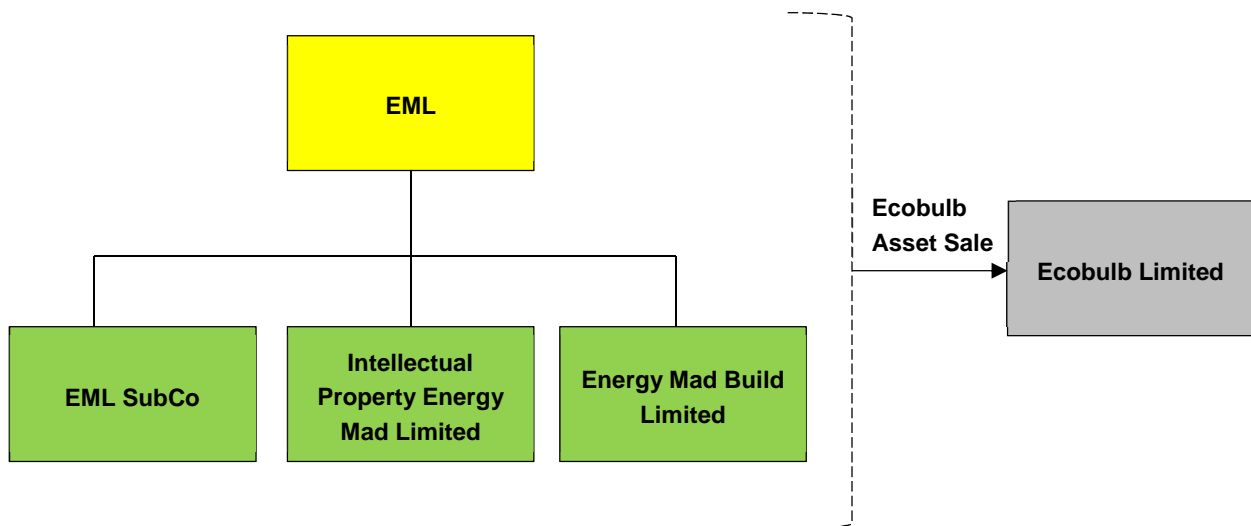 EML
Ecobulb
Asset Sale
Ecobulb Limited
EML SubCo
Intellectual
Property Energy
Mad Limited
Energy Mad Build
Limited